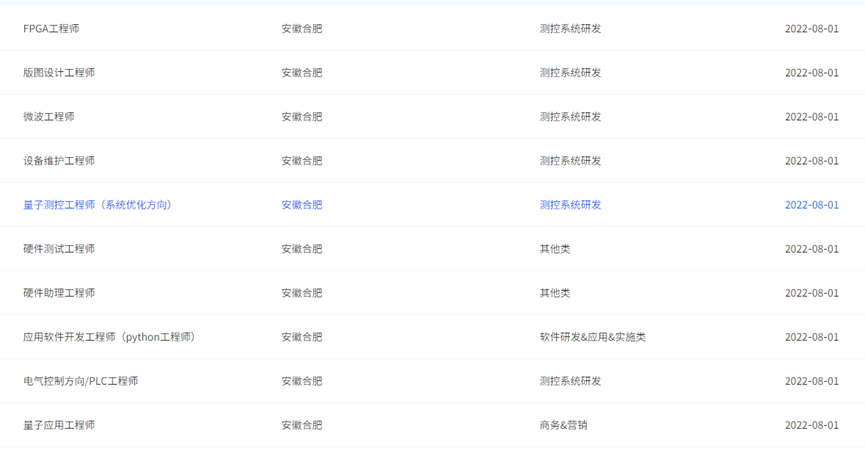 FPGA工程师 安徽合肥 测控系统研发 2022-08-01
版图设计工程师 安徽合肥 测控系统研发 2022-08-01
微波工程师 安徽合肥 测控系统研发 2022-08-01
设备维护工程师 安徽合肥 测控系统研发 2022-08-01
量子测控工程师（系统优化方向） 安徽合肥 测控系统研发 2022-08-01
硬件测试工程师 安徽合肥 其他类 2022-08-01
硬件助理工程师 安徽合肥 其他类 2022-08-01
应用软件开发工程师（python工程师） 安徽合肥 软件研发&应用&实施类 2022-08-01
电气控制方向/PLC工程师 安徽合肥 测控系统研发 2022-08-01
量子应用工程师 安徽合肥 商务&营销 2022-08-01